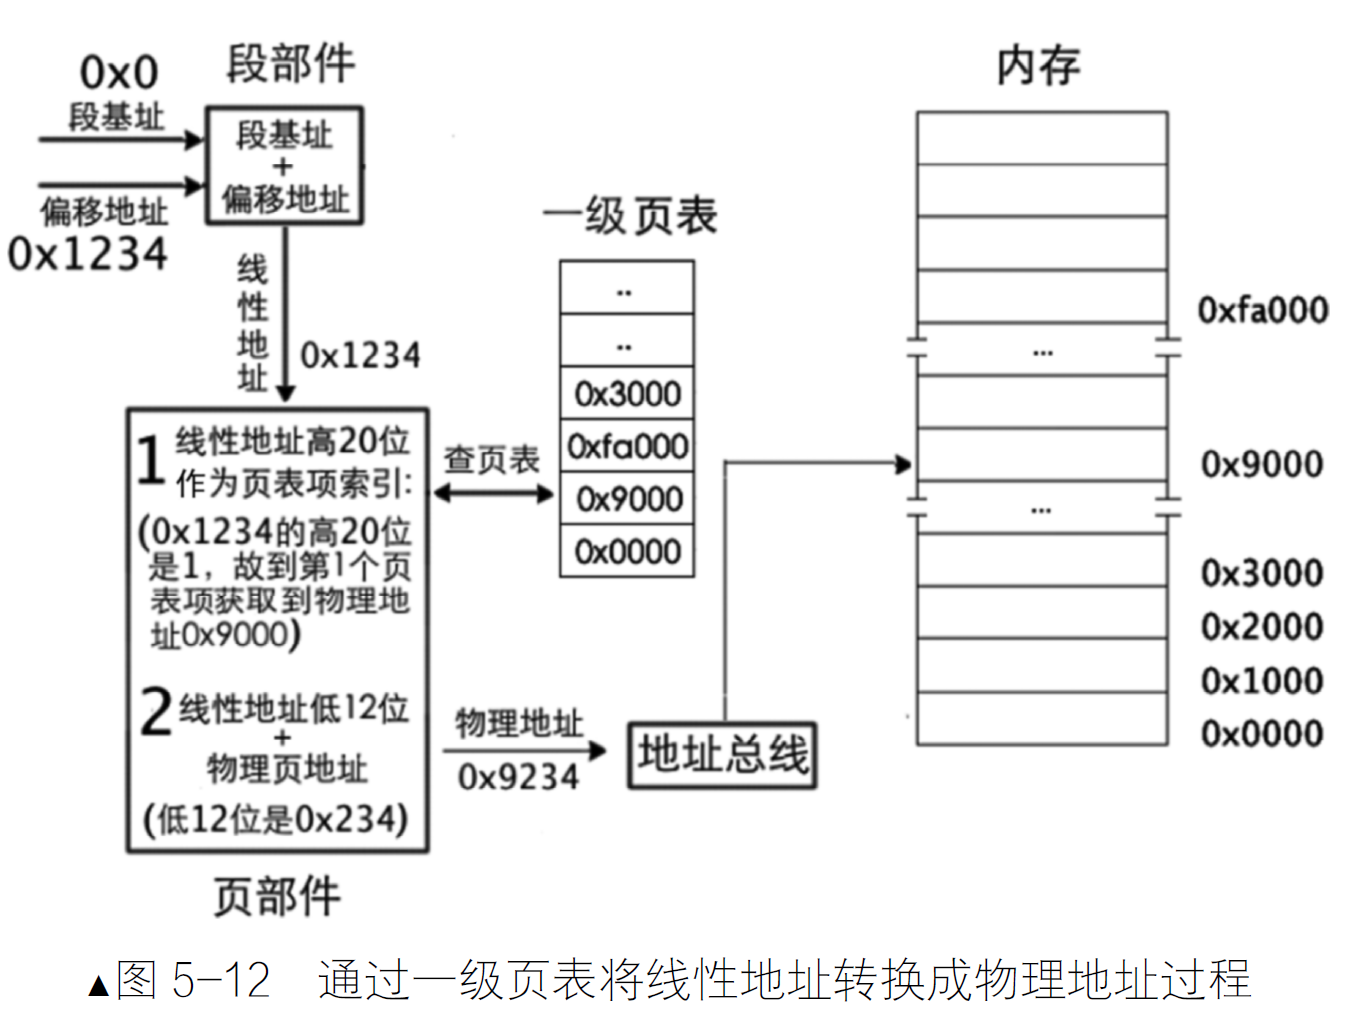 段部件
0x0
段基址
偏移地址
0x1234
段基址
+
偏移地址
线性地址
0x1234
1 线性地址高20位
作为页表项索引:
(0x1234的高20位
是1，故到第1个页
表项获取到物理地
址0x9000)
2 线性地址低12位
+
物理页地址
(低12位是0x234)
页部件
查页表
一级页表
..
..
0x3000
0xfa000
0x9000
0x0000
物理地址
0x9234
地址总线
内存
0xfa000
...
0x9000
...
0x3000
0x2000
0x1000
0x0000
▲图 5-12 通过一级页表将线性地址转换成物理地址过程